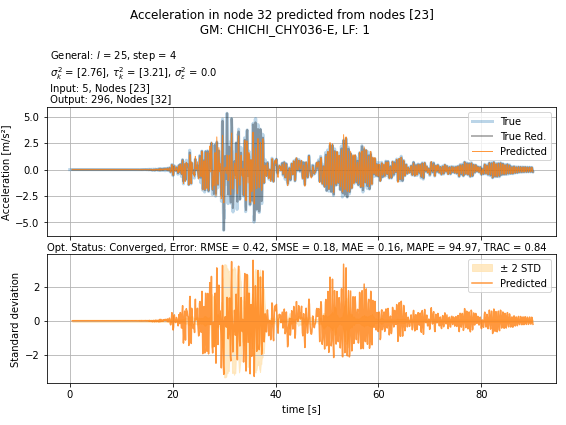 Acceleration in node 32 predicted from nodes [23]
GM: CHICHI_CHY036-E, LF: 1
General: l = 25, step = 4
σ²ₖ = [2.76], τ²ₖ = [3.21], σ²ε = 0.0
Input: 5, Nodes [23]
Output: 296, Nodes [32]
Acceleration [m/s²]
5.0
2.5
0.0
−2.5
−5.0
True
True Red.
Predicted
Opt. Status: Converged, Error: RMSE = 0.42, SMSE = 0.18, MAE = 0.16, MAPE = 94.97, TRAC = 0.84
Standard deviation
2
0
−2
± 2 STD
Predicted
0
20
40
60
80
time [s]